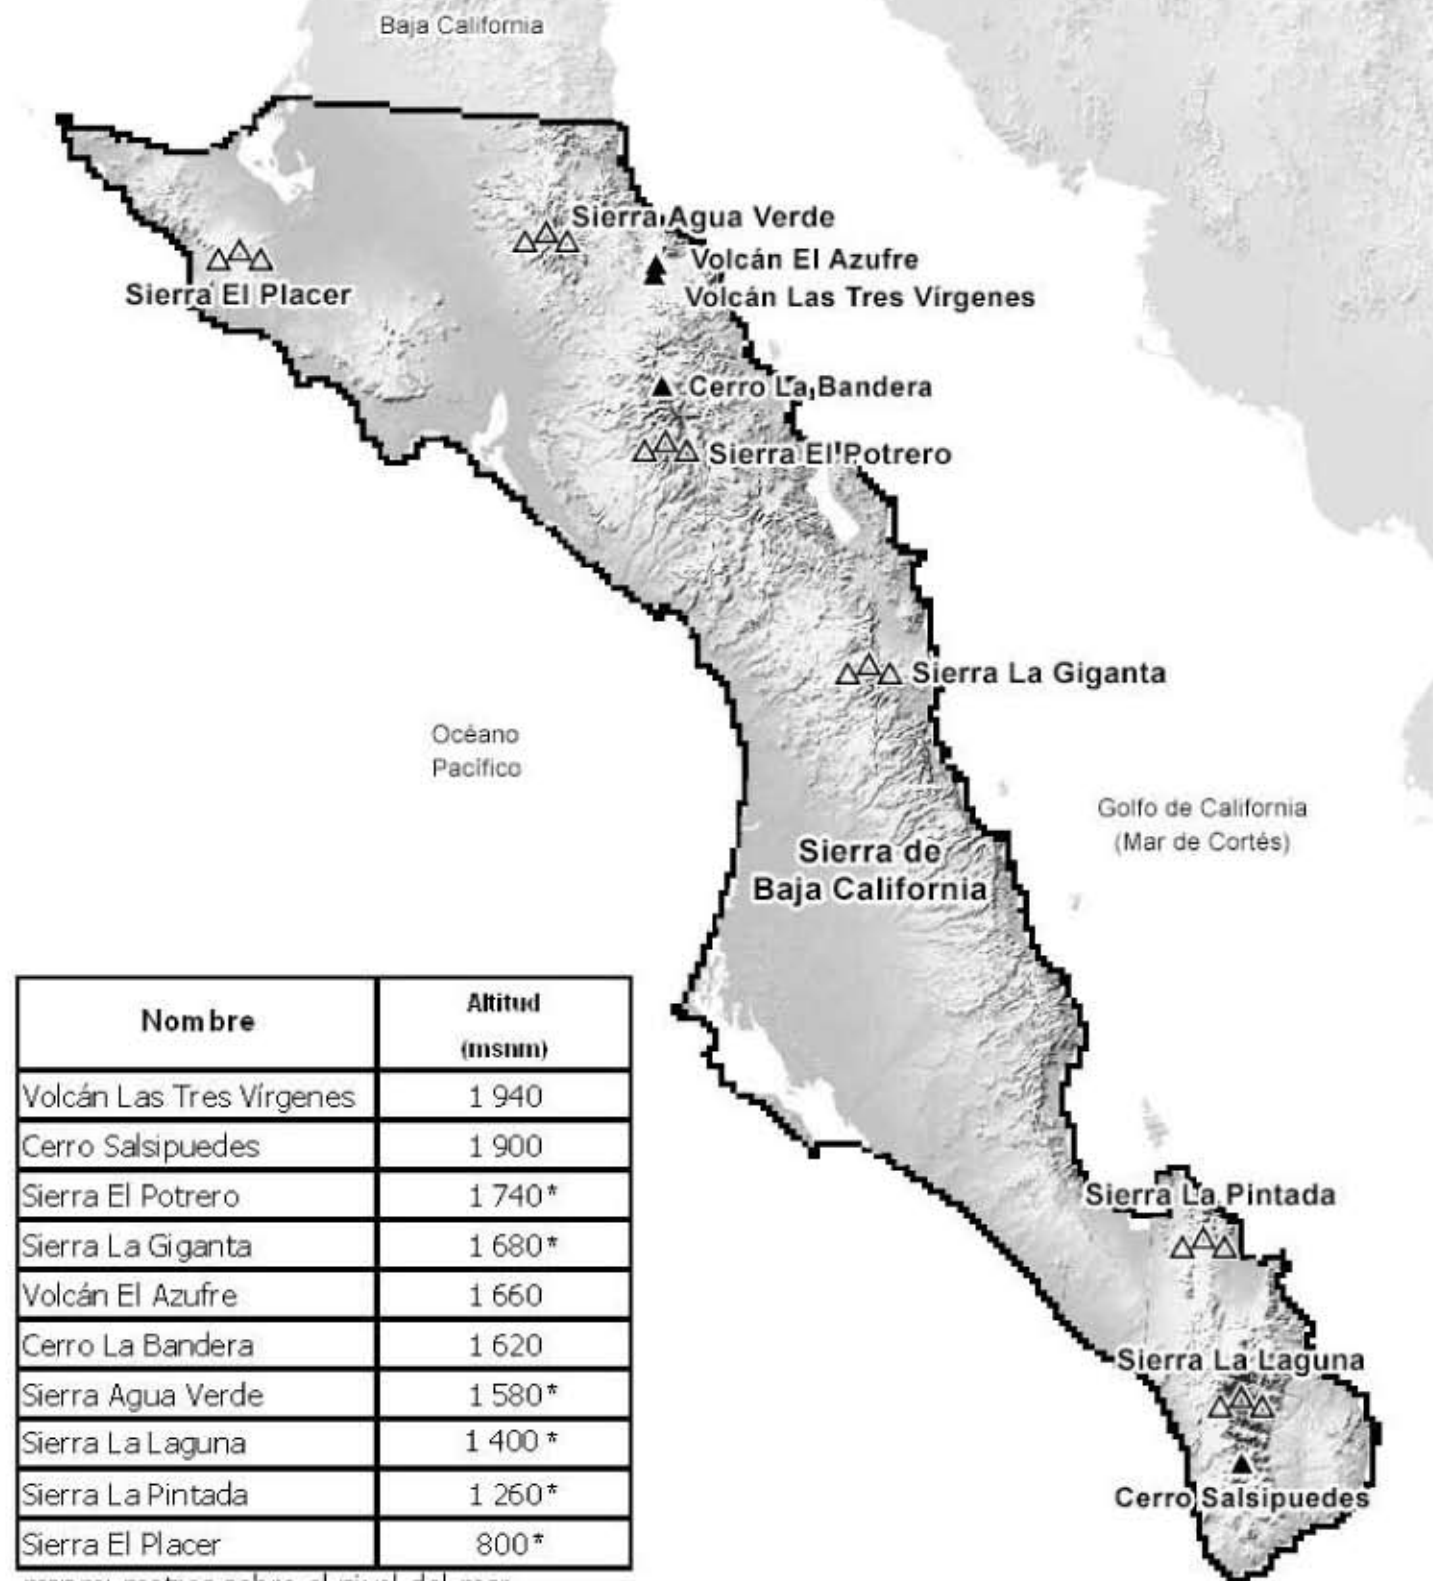 Baja California
Sierra Agua Verde
Volcán El Azufre
Sierra El Placer
Volcán Las Tres Vírgenes
Cerro La Bandera
Sierra El Potrero
Sierra La Giganta
Océano
Pacífico
Golfo de California
(Mar de Cortés)
Sierra de
Baja California
Sierra La Pintada
Sierra La Laguna
Cerro Salsipuedes
Nombre Altitud (msnm)
Volcán Las Tres Vírgenes 1 940
Cerro Salsipuedes 1 900
Sierra El Potrero 1 740*
Sierra La Giganta 1 680*
Volcán El Azufre 1 660
Cerro La Bandera 1 620
Sierra Agua Verde 1 580*
Sierra La Laguna 1 400 *
Sierra La Pintada 1 260*
Sierra El Placer 800*